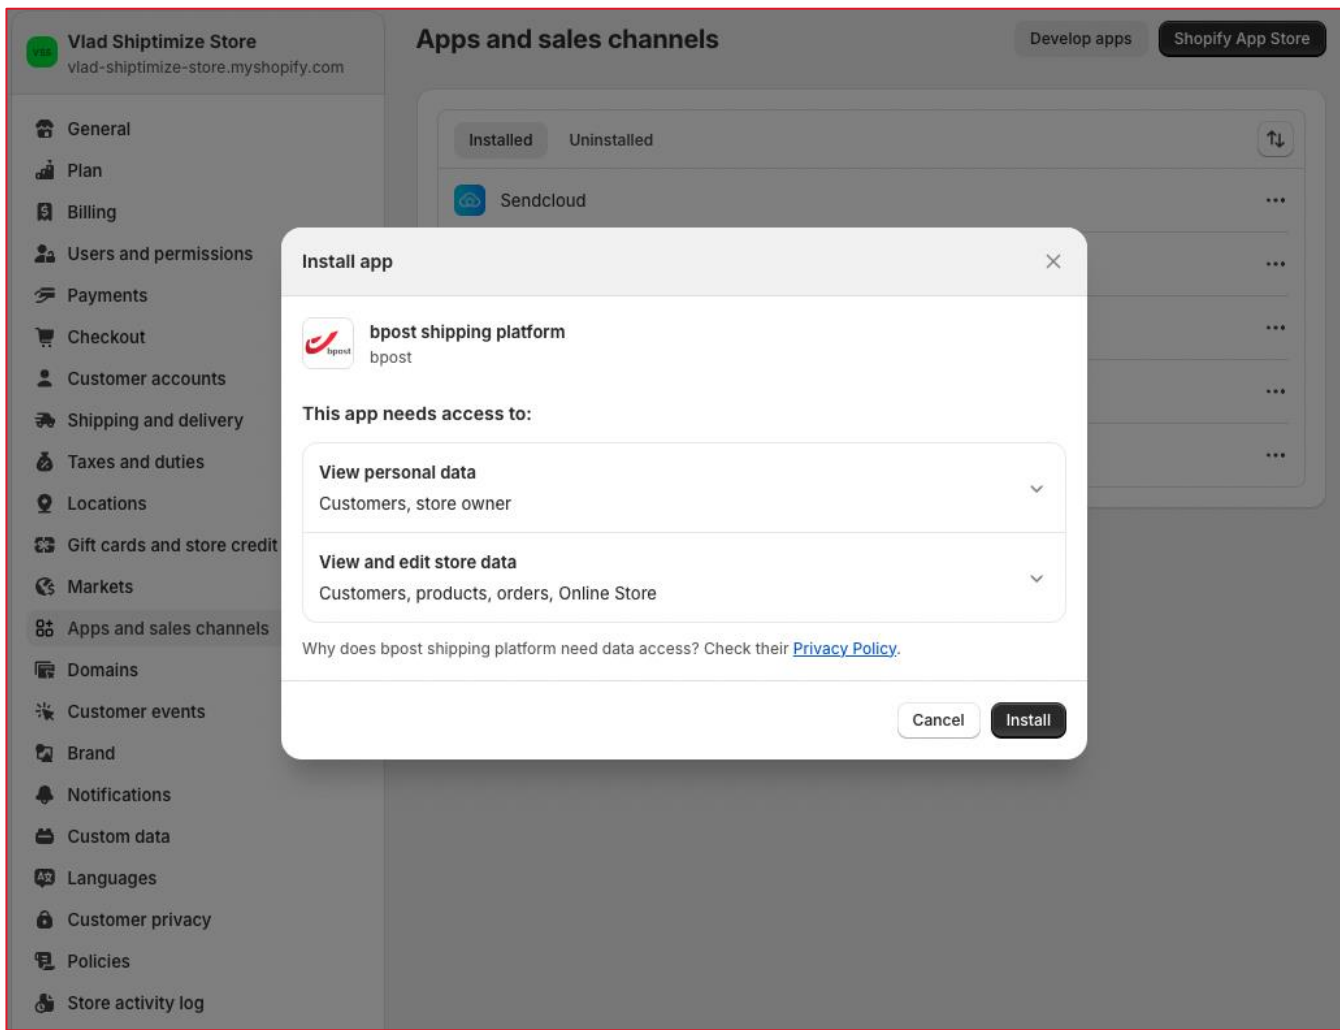 VSS
Vlad Shiptimize Store
vlad-shiptimize-store.myshopify.com
General
Plan
Billing
Users and permissions
Payments
Checkout
Customer accounts
Shipping and delivery
Taxes and duties
Locations
Gift cards and store credit
Markets
Apps and sales channels
Domains
Customer events
Brand
Notifications
Custom data
Languages
Customer privacy
Policies
Store activity log
Apps and sales channels
Develop apps
Shopify App Store
Installed
Uninstalled
Sendcloud
Install app
bpost
bpost shipping platform
bpost
This app needs access to:
View personal data
Customers, store owner
View and edit store data
Customers, products, orders, Online Store
Why does bpost shipping platform need data access? Check their Privacy Policy.
Cancel
Install